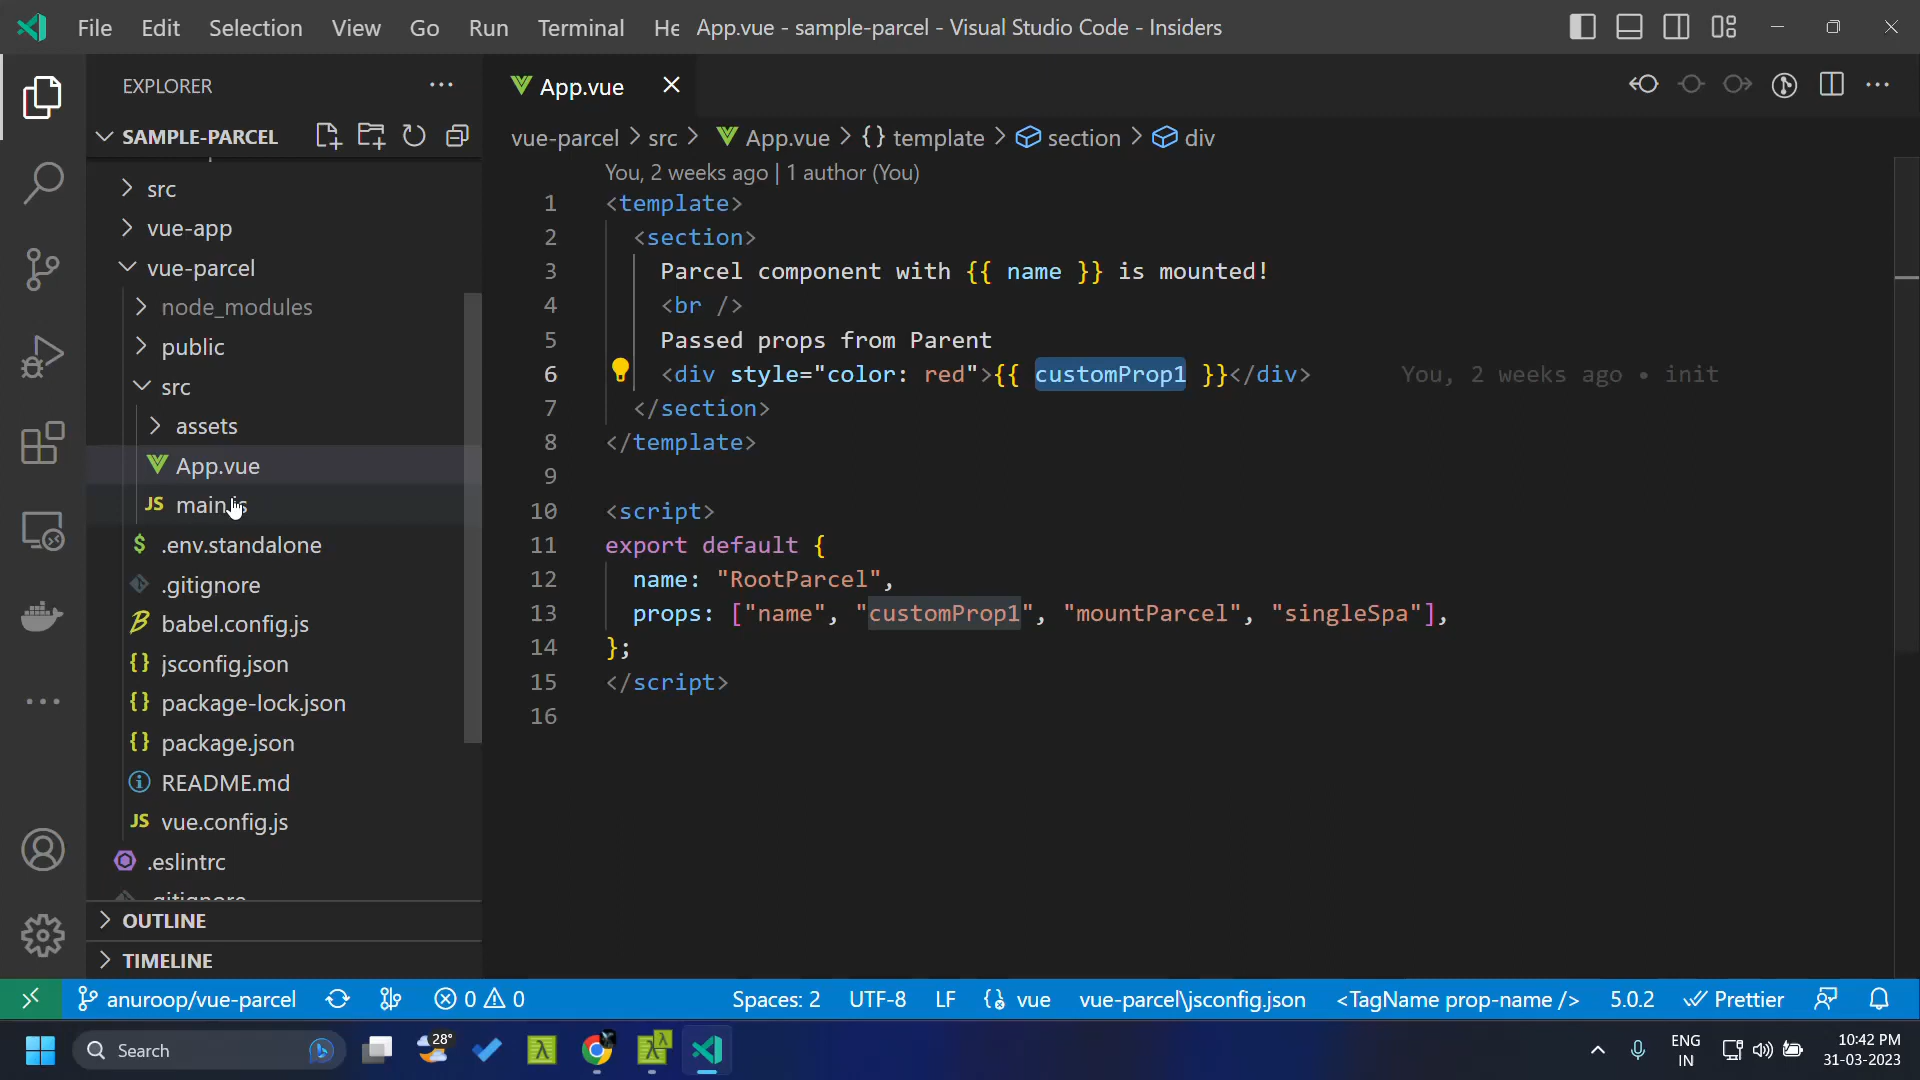 File Edit Selection View Go Run Terminal He App.vue - sample-parcel - Visual Studio Code - Insiders
EXPLORER
SAMPLE-PARCEL
src
vue-app
vue-parcel
node_modules
public
src
assets
App.vue
JS main.js
$ .env.standalone
.gitignore
babel.config.js
{} jsconfig.json
{} package-lock.json
{} package.json
README.md
JS vue.config.js
.eslintrc
.gitignore
OUTLINE
TIMELINE
App.vue
vue-parcel > src > App.vue > {} template > section > div
You, 2 weeks ago | 1 author (You)
1 <template>
2 <section>
3 Parcel component with {{ name }} is mounted!
4 <br />
5 Passed props from Parent
6 <div style="color: red">{{ customProp1 }}</div> You, 2 weeks ago • init
7 </section>
8 </template>
9
10 <script>
11 export default {
12 name: "RootParcel",
13 props: ["name", "customProp1", "mountParcel", "singleSpa"],
14 };
15 </script>
16
anuroop/vue-parcel 0 0 Spaces: 2 UTF-8 LF vue vue-parcel\jsconfig.json <TagName prop-name /> 5.0.2 Prettier
Search 28° ENG IN 10:42 PM 31-03-2023